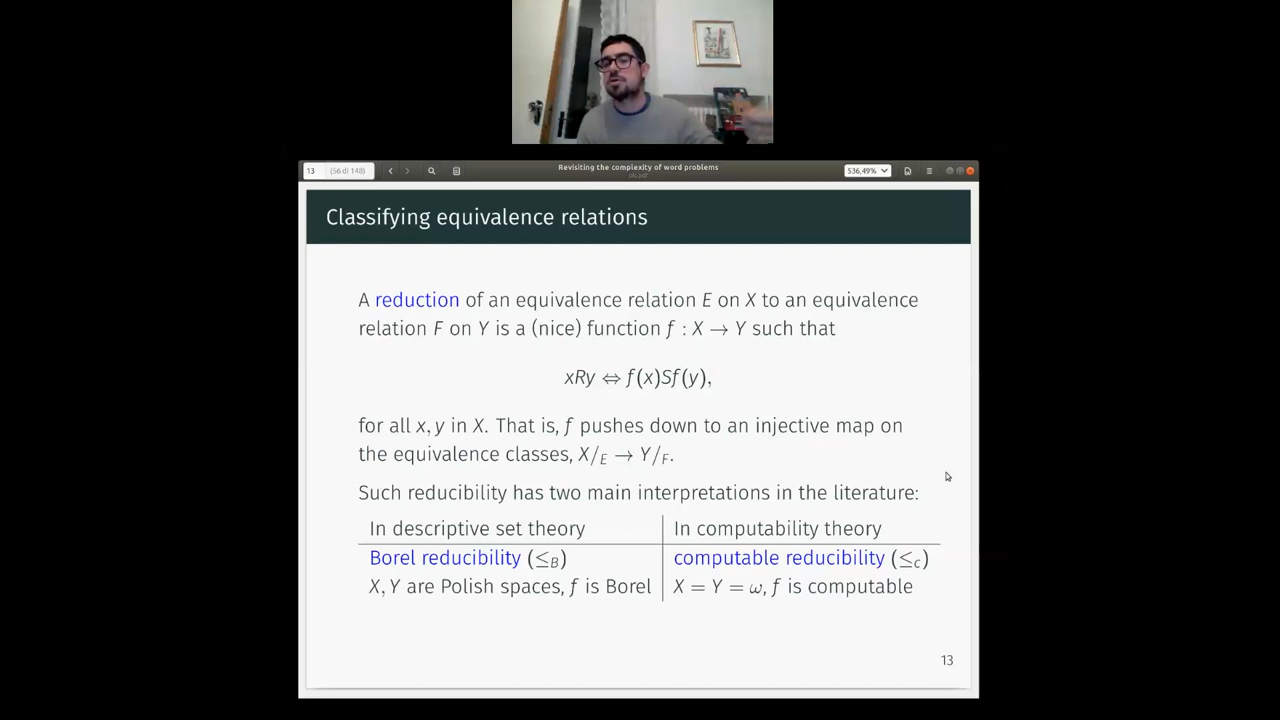 13 (56 di 148)
Revisiting the complexity of word problems
536,49%
Classifying equivalence relations
A reduction of an equivalence relation E on X to an equivalence
relation F on Y is a (nice) function f : X → Y such that
xRy ⇔ f(x)Sf(y),
for all x, y in X. That is, f pushes down to an injective map on
the equivalence classes, X/E → Y/F.
Such reducibility has two main interpretations in the literature:
In descriptive set theory In computability theory
Borel reducibility (≤B) computable reducibility (≤c)
X, Y are Polish spaces, f is Borel X = Y = ω, f is computable
13